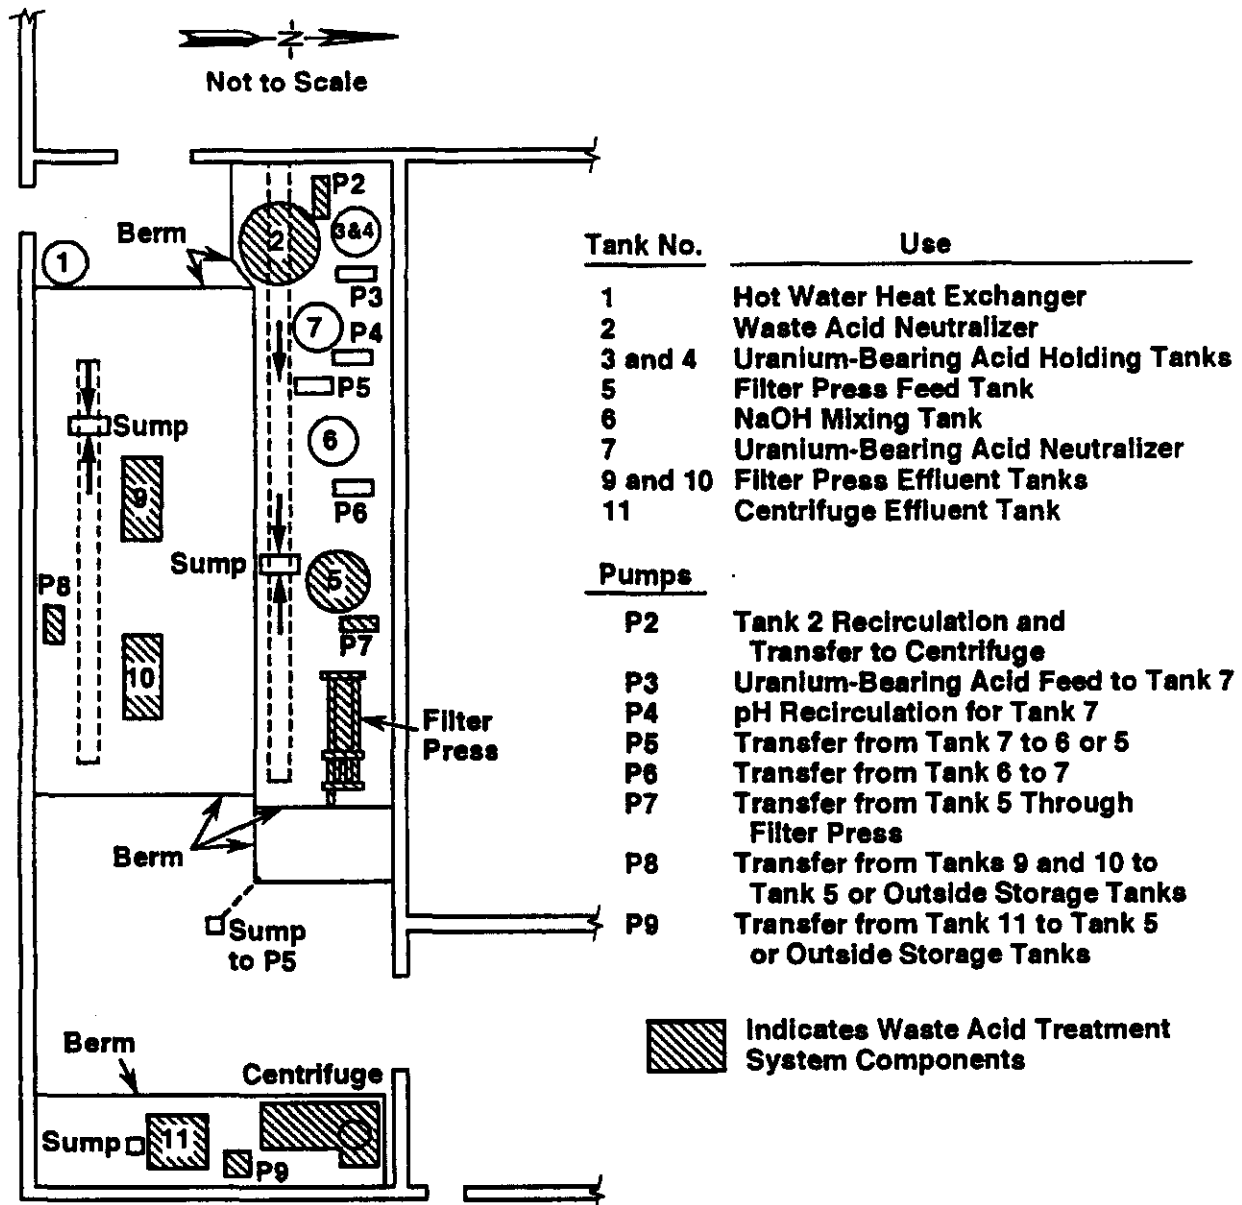 N
Not to Scale
P2
Berm
2
3&4
1
P3
7
P4
P5
Sump
6
9
P6
Sump
5
P8
P7
10
Filter
Press
Berm
Sump
to P5
Berm
Centrifuge
Sump
11
P9
Tank No. Use
1 Hot Water Heat Exchanger
2 Waste Acid Neutralizer
3 and 4 Uranium-Bearing Acid Holding Tanks
5 Filter Press Feed Tank
6 NaOH Mixing Tank
7 Uranium-Bearing Acid Neutralizer
9 and 10 Filter Press Effluent Tanks
11 Centrifuge Effluent Tank
Pumps
P2 Tank 2 Recirculation and
Transfer to Centrifuge
P3 Uranium-Bearing Acid Feed to Tank 7
P4 pH Recirculation for Tank 7
P5 Transfer from Tank 7 to 6 or 5
P6 Transfer from Tank 6 to 7
P7 Transfer from Tank 5 Through
Filter Press
P8 Transfer from Tanks 9 and 10 to
Tank 5 or Outside Storage Tanks
P9 Transfer from Tank 11 to Tank 5
or Outside Storage Tanks
Indicates Waste Acid Treatment
System Components